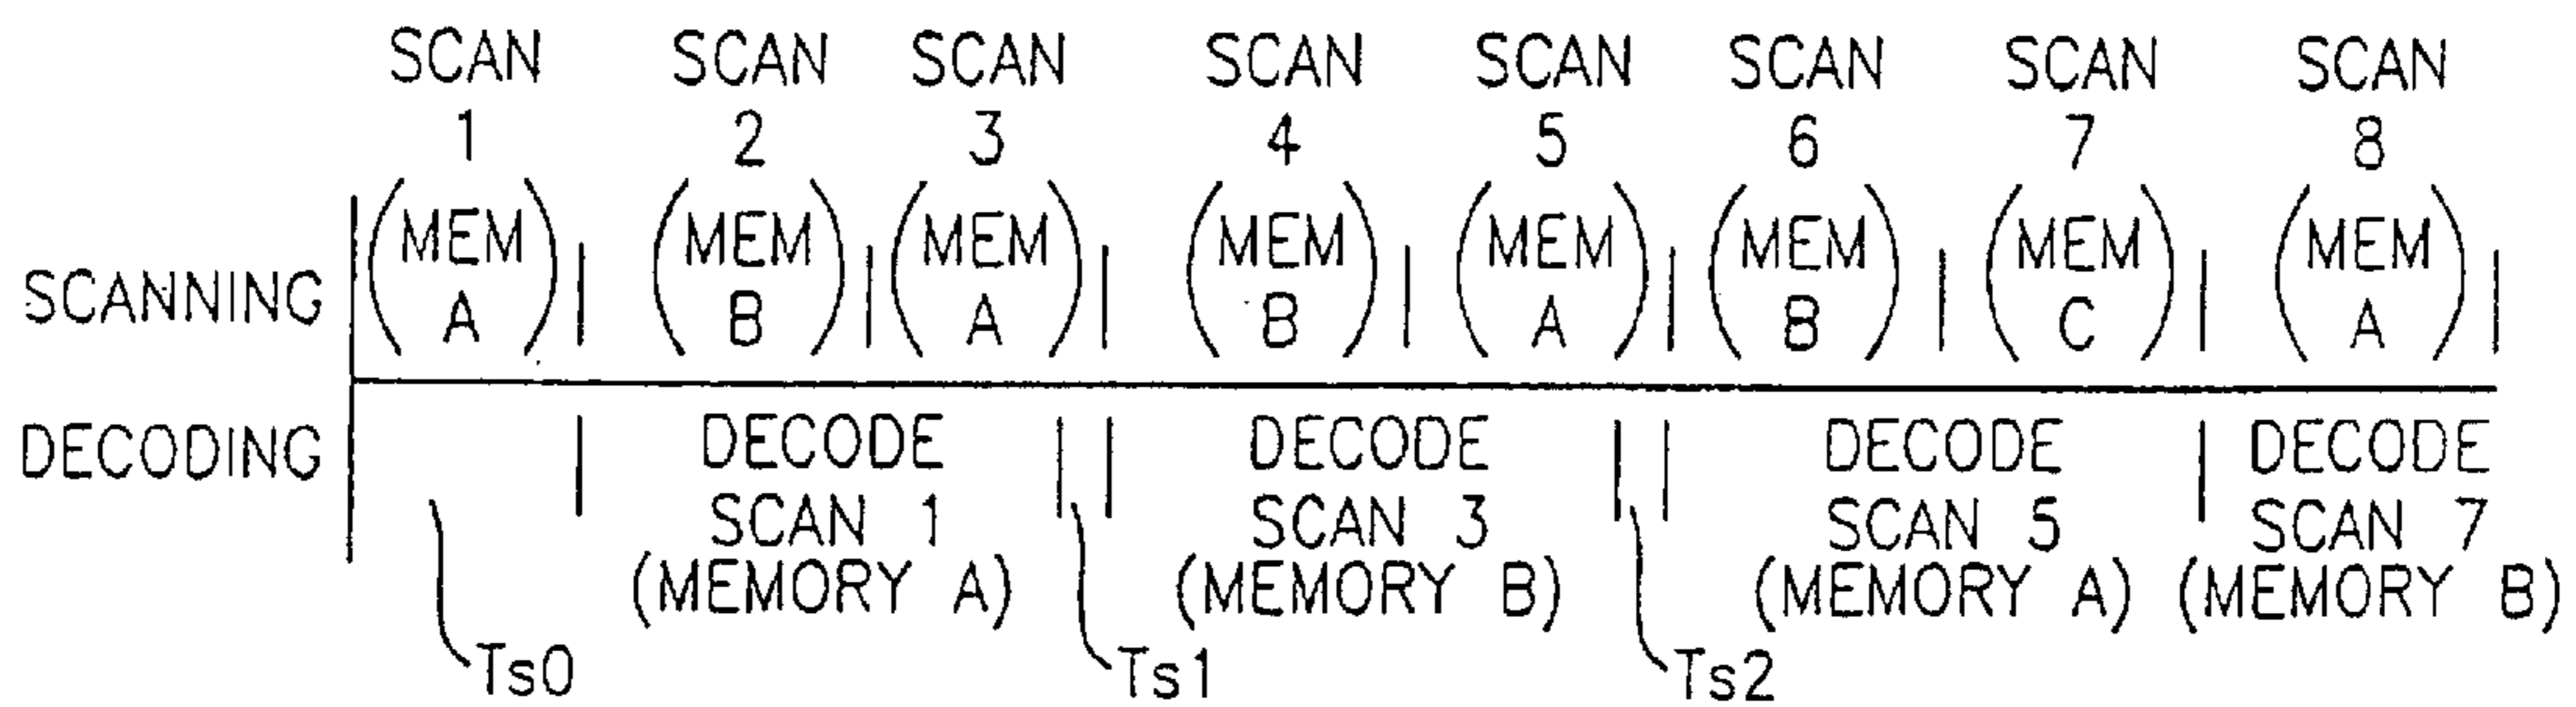 SCAN SCAN SCAN SCAN SCAN SCAN SCAN SCAN
1 2 3 4 5 6 7 8
(MEM (MEM (MEM (MEM (MEM (MEM (MEM (MEM
SCANNING A) B) A) B) A) B) C) A)
DECODING DECODE DECODE DECODE DECODE
SCAN 1 SCAN 3 SCAN 5 SCAN 7
(MEMORY A) (MEMORY B) (MEMORY A) (MEMORY B)
Ts0 Ts1 Ts2